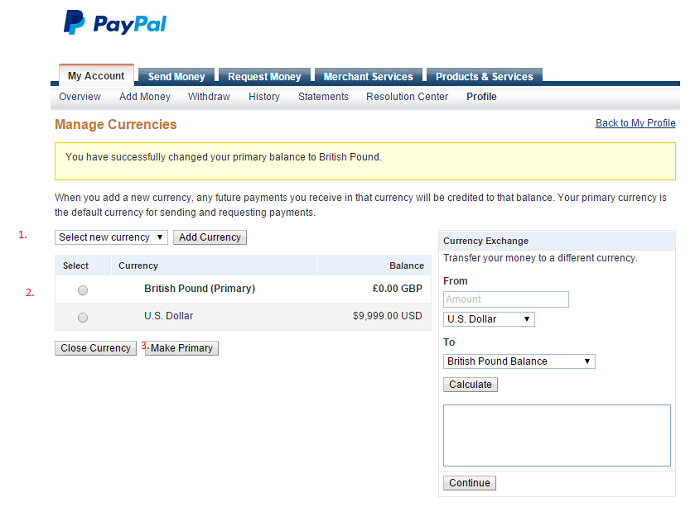 PayPal
My Account Send Money Request Money Merchant Services Products & Services
Overview Add Money Withdraw History Statements Resolution Center Profile
Manage Currencies
Back to My Profile
You have successfully changed your primary balance to British Pound.
When you add a new currency, any future payments you receive in that currency will be credited to that balance. Your primary currency is
the default currency for sending and requesting payments.
1. Select new currency Add Currency
Select Currency Balance
2. British Pound (Primary) £0.00 GBP
U.S. Dollar $9,999.00 USD
Close Currency 3. Make Primary
Currency Exchange
Transfer your money to a different currency.
From
Amount
U.S. Dollar
To
British Pound Balance
Calculate
Continue